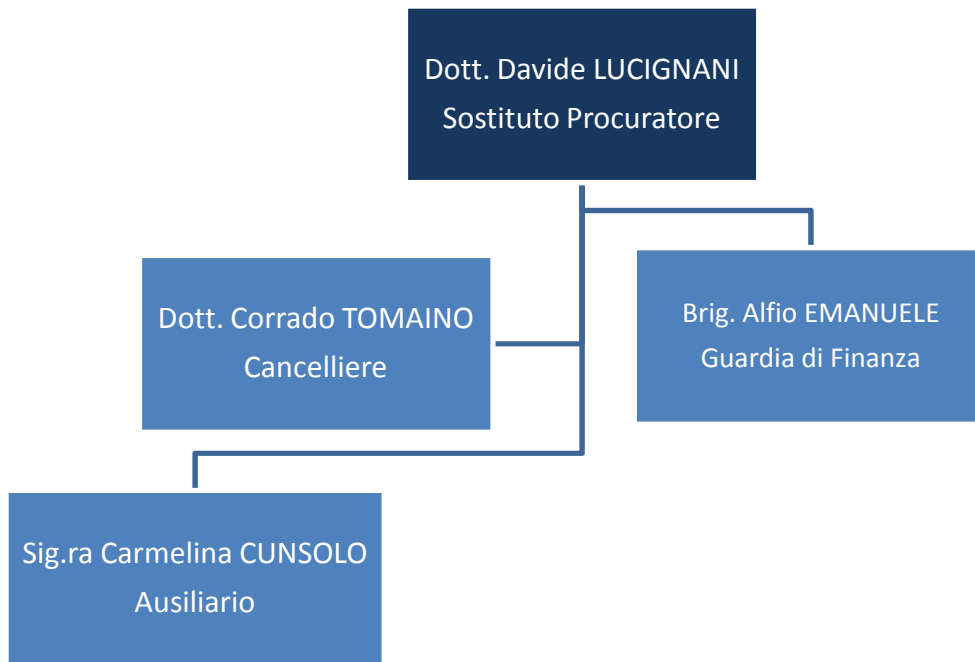 Dott. Davide LUCIGNANI
Sostituto Procuratore
Dott. Corrado TOMAINO
Cancelliere
Brig. Alfio EMANUELE
Guardia di Finanza
Sig.ra Carmelina CUNSOLO
Ausiliario